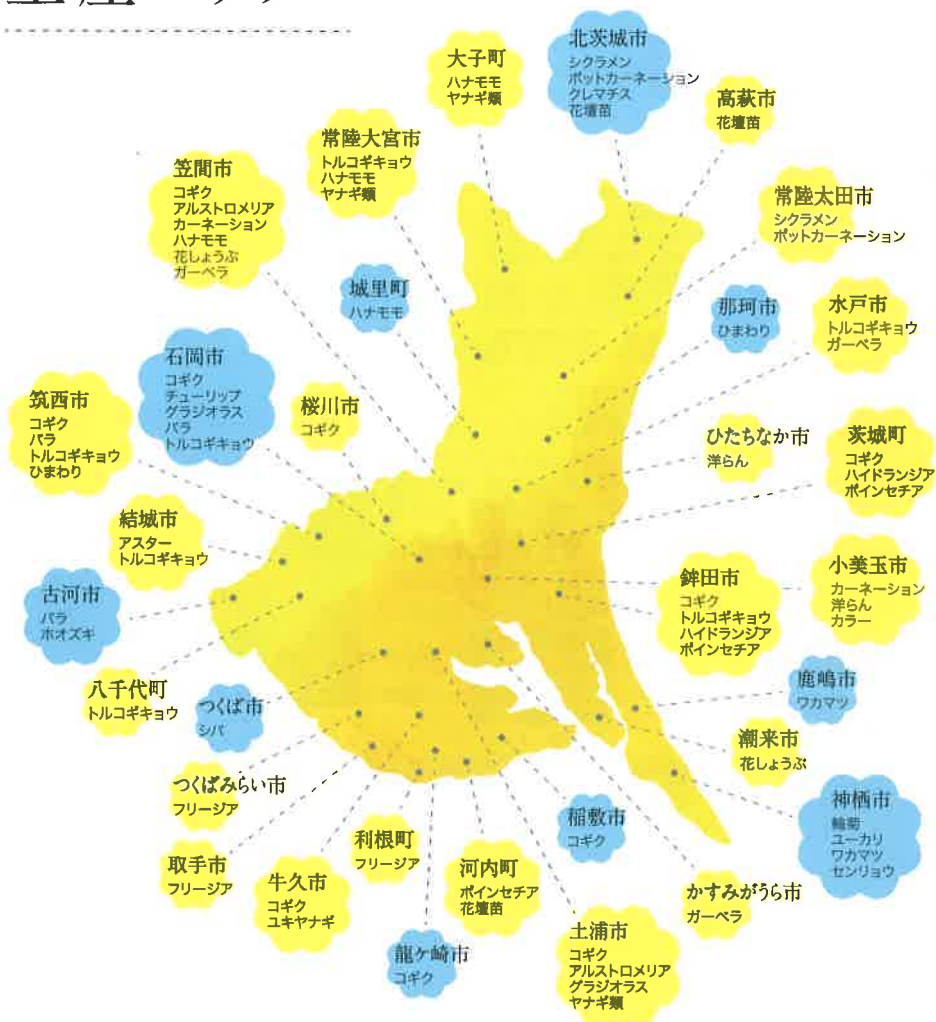 大子町
ハナモモ
ヤナギ類
北茨城市
シクラメン
ポットカーネーション
クレマチス
花壇苗
高萩市
花壇苗
常陸大宮市
トルコギキョウ
ハナモモ
ヤナギ類
笠間市
コギク
アルストロメリア
カーネーション
ハナモモ
花しょうぶ
ガーベラ
常陸太田市
シクラメン
ポットカーネーション
城里町
ハナモモ
那珂市
ひまわり
水戸市
トルコギキョウ
ガーベラ
石岡市
コギク
チューリップ
グラジオラス
バラ
トルコギキョウ
桜川市
コギク
筑西市
コギク
バラ
トルコギキョウ
ひまわり
ひたちなか市
洋らん
茨城町
コギク
ハイドランジア
ポインセチア
結城市
アスター
トルコギキョウ
古河市
バラ
ホオズキ
鉾田市
コギク
トルコギキョウ
ハイドランジア
ポインセチア
小美玉市
カーネーション
洋らん
カラー
八千代町
トルコギキョウ
つくば市
シバ
鹿嶋市
ワカマツ
潮来市
花しょうぶ
つくばみらい市
フリージア
神栖市
輪菊
ユーカリ
ワカマツ
センリョウ
稲敷市
コギク
取手市
フリージア
牛久市
コギク
ユキヤナギ
利根町
フリージア
河内町
ポインセチア
花壇苗
かすみがうら市
ガーベラ
龍ケ崎市
コギク
土浦市
コギク
アルストロメリア
グラジオラス
ヤナギ類